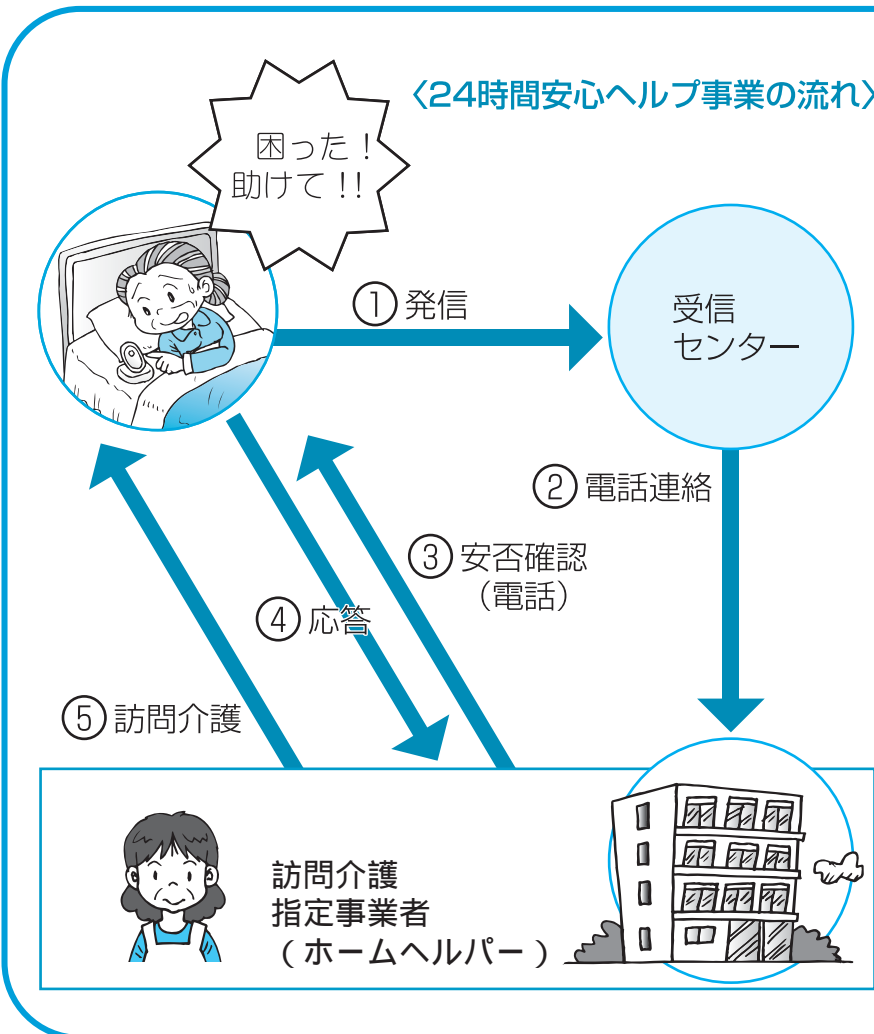 〈24時間安心ヘルプ事業の流れ〉
困った！
助けて！！
①発信
受信
センター
②電話連絡
③安否確認
（電話）
④応答
⑤訪問介護
訪問介護
指定事業者
（ホームヘルパー）